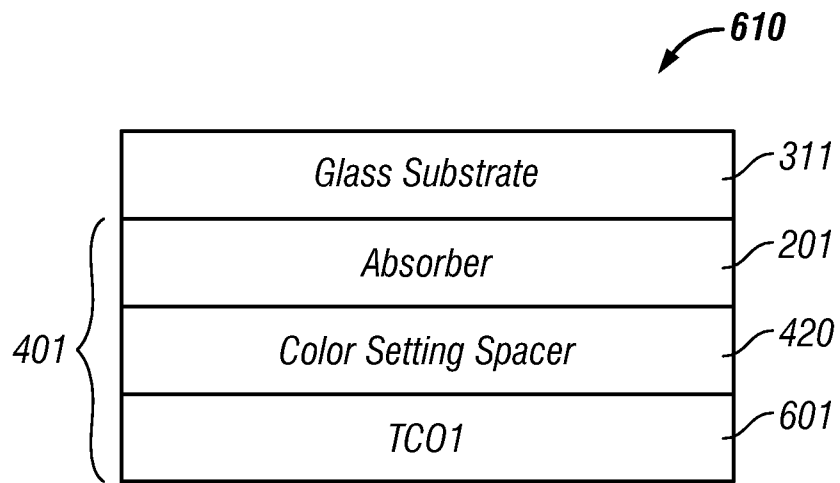 610
Glass Substrate 311
Absorber 201
401
Color Setting Spacer 420
TCO1 601